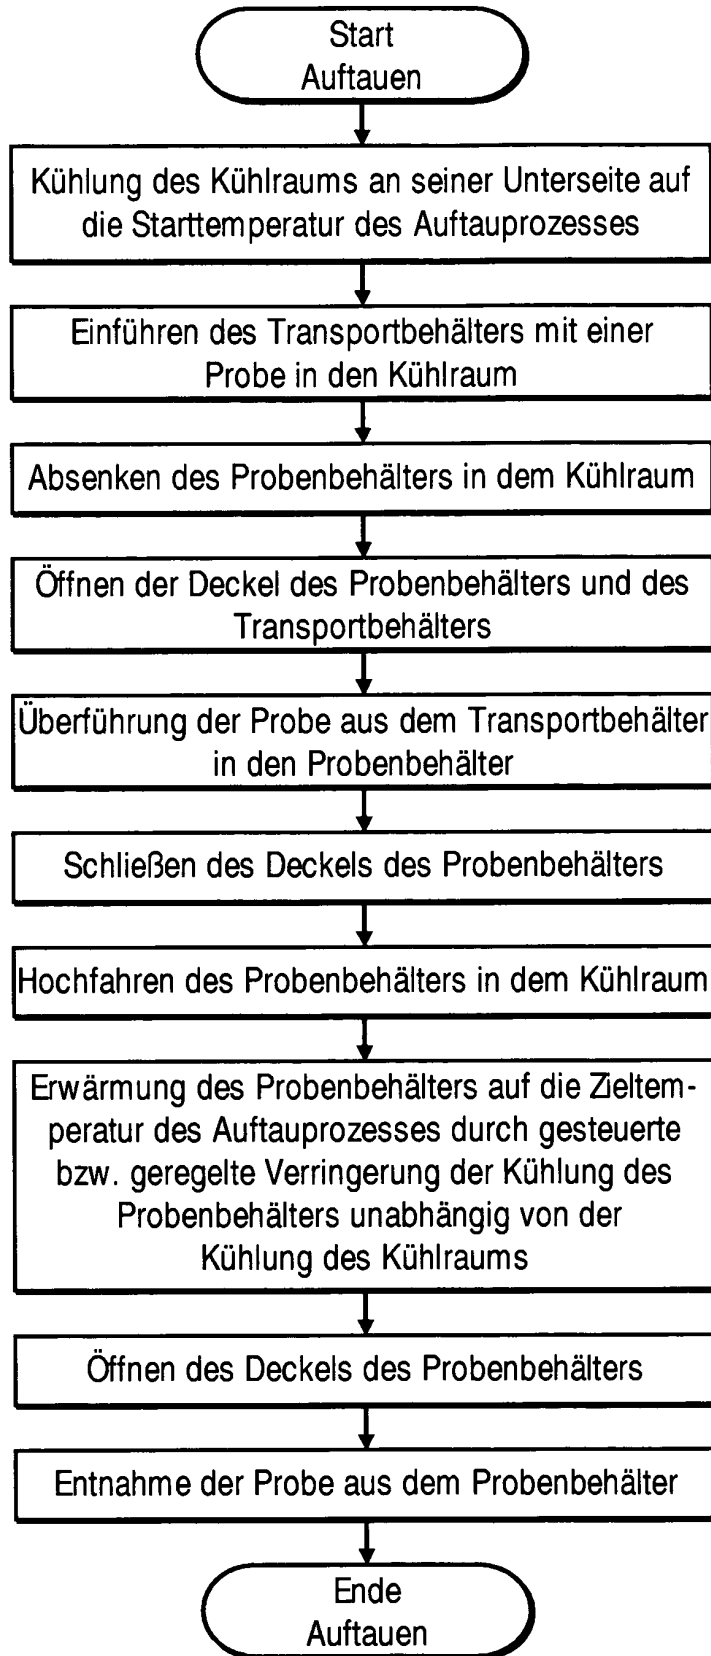 Start
Auftauen
Kühlung des Kühlraums an seiner Unterseite auf
die Starttemperatur des Auftauprozesses
Einführen des Transportbehälters mit einer
Probe in den Kühlraum
Absenken des Probenbehälters in dem Kühlraum
Öffnen der Deckel des Probenbehälters und des
Transportbehälters
Überführung der Probe aus dem Transportbehälter
in den Probenbehälter
Schließen des Deckels des Probenbehälters
Hochfahren des Probenbehälters in dem Kühlraum
Erwärmung des Probenbehälters auf die Zieltem-
peratur des Auftauprozesses durch gesteuerte
bzw. geregelte Verringerung der Kühlung des
Probenbehälters unabhängig von der
Kühlung des Kühlraums
Öffnen des Deckels des Probenbehälters
Entnahme der Probe aus dem Probenbehälter
Ende
Auftauen